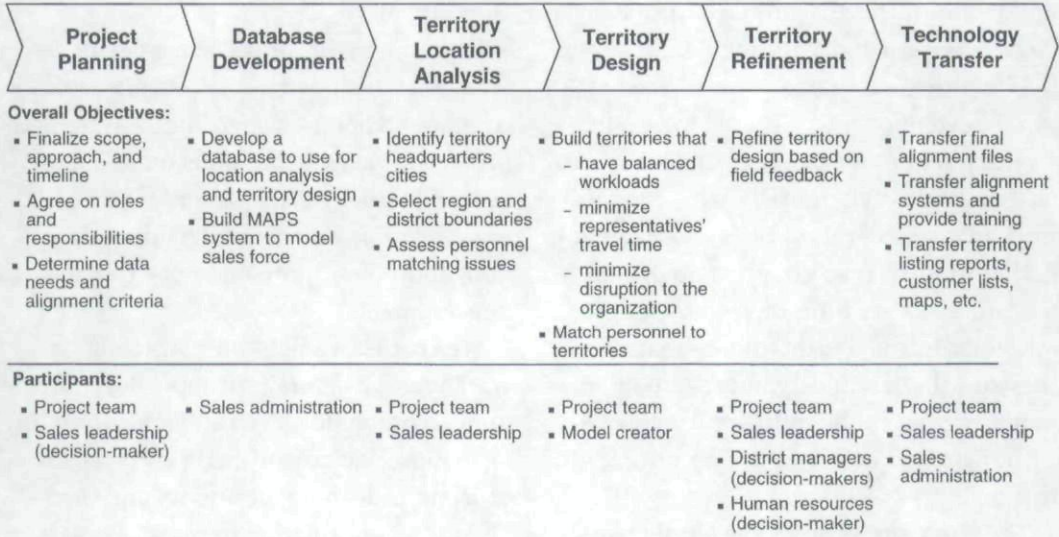 Project
Planning
Database
Development
Territory
Location
Analysis
Territory
Design
Territory
Refinement
Technology
Transfer
Overall Objectives:
▪ Finalize scope,
approach, and
timeline
▪ Agree on roles
and
responsibilities
▪ Determine data
needs and
alignment criteria
▪ Develop a
database to use for
location analysis
and territory design
▪ Build MAPS
system to model
sales force
▪ Identify territory
headquarters
cities
▪ Select region and
district boundaries
▪ Assess personnel
matching issues
▪ Build territories that
– have balanced
workloads
– minimize
representatives'
travel time
– minimize
disruption to the
organization
▪ Match personnel to
territories
▪ Refine territory
design based on
field feedback
▪ Transfer final
alignment files
▪ Transfer alignment
systems and
provide training
▪ Transfer territory
listing reports,
customer lists,
maps, etc.
Participants:
▪ Project team
▪ Sales leadership
(decision-maker)
▪ Sales administration
▪ Project team
▪ Sales leadership
▪ Project team
▪ Model creator
▪ Project team
▪ Sales leadership
▪ District managers
(decision-makers)
▪ Human resources
(decision-maker)
▪ Project team
▪ Sales leadership
▪ Sales
administration